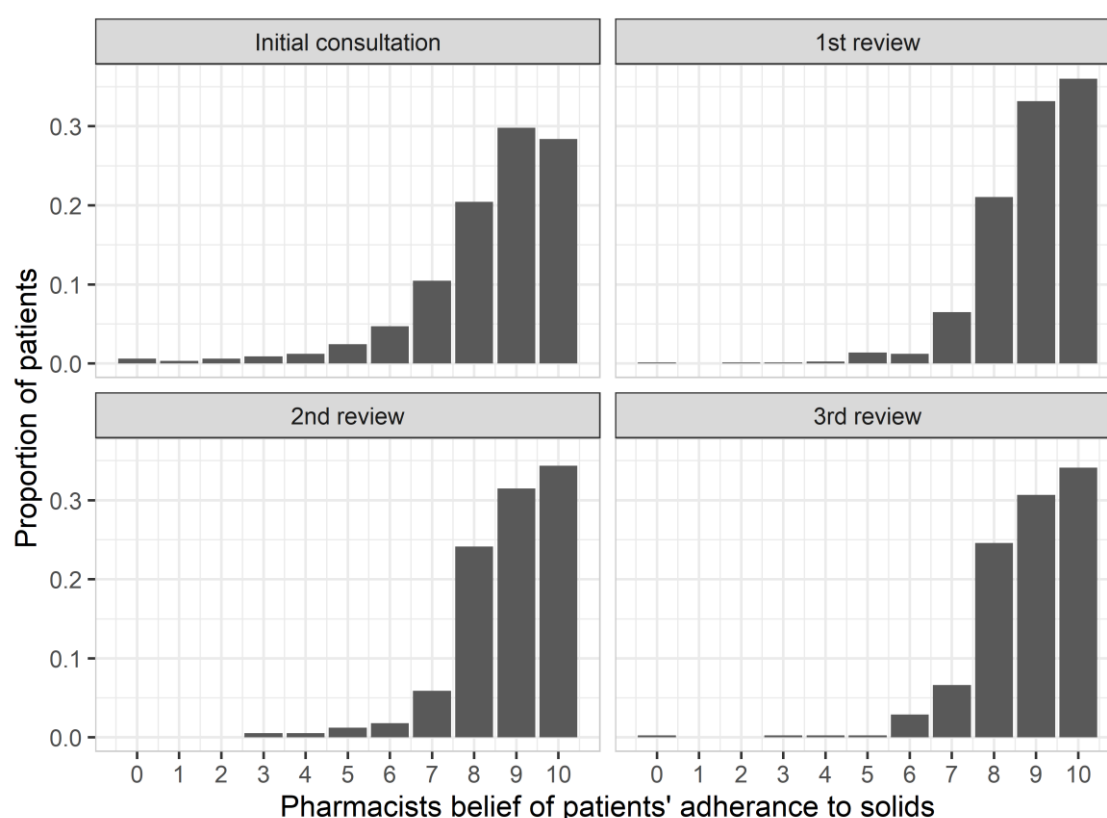 Initial consultation
1st review
0.3
0.2
0.1
0.0
2nd review
3rd review
0.3
0.2
0.1
0.0
0 1 2 3 4 5 6 7 8 9 10
0 1 2 3 4 5 6 7 8 9 10
Proportion of patients
Pharmacists belief of patients' adherance to solids